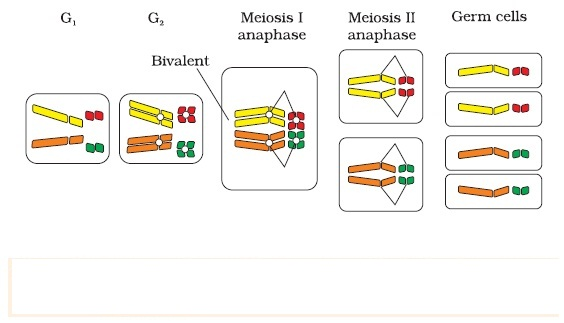 G₁
G₂
Meiosis I
anaphase
Meiosis II
anaphase
Germ cells
Bivalent